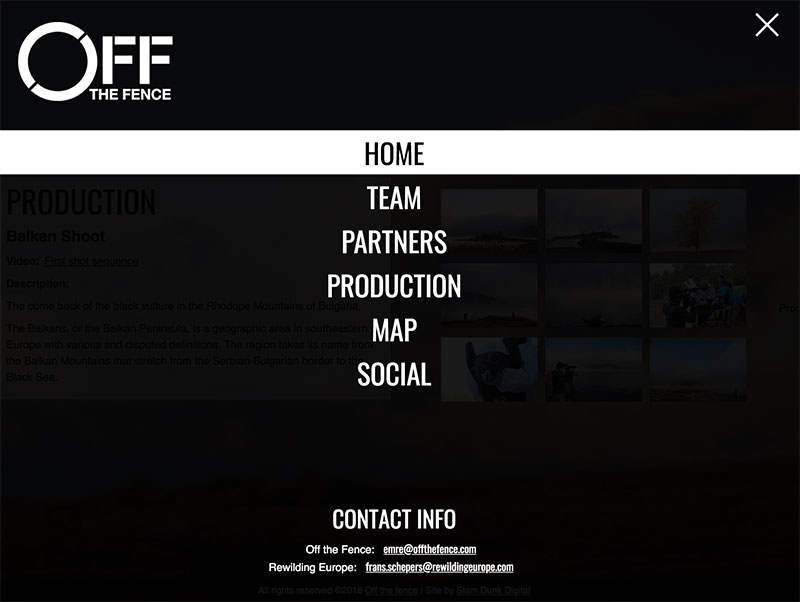 OFF
THE FENCE
HOME
TEAM
PARTNERS
PRODUCTION
MAP
SOCIAL
PRODUCTION
Balkan Shoot
Video: First shot sequence
Description:
The come back of the black vulture in the Rhodope Mountains of Bulgaria
The Balkans, or the Balkan Peninsula, is a geographic area in southeastern
Europe with various and disputed definitions. The region takes its name from
the Balkan Mountains that stretch from the Serbian-Bulgarian border to the
Black Sea.
CONTACT INFO
Off the Fence: emre@offthefence.com
Rewilding Europe: frans.schepers@rewildingeurope.com
All rights reserved ©2016 Off the fence | Site by Slam Dunk Digital